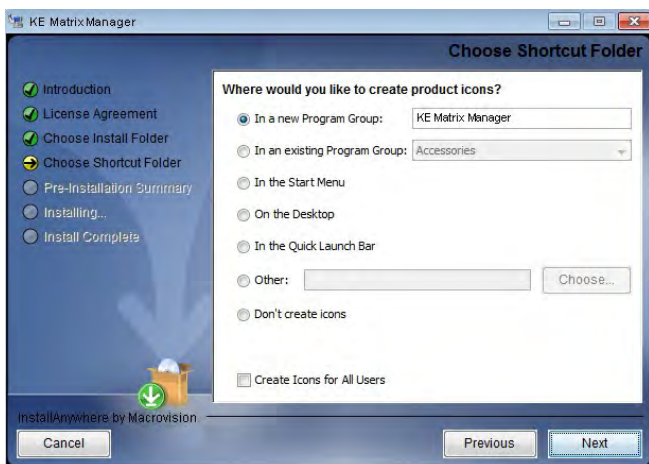 KE MatrixManager
Choose Shortcut Folder
Introduction
License Agreement
Choose Install Folder
Choose Shortcut Folder
Pre-Installation Summary
Installing...
Install Complete
Where would you like to create product icons?
In a new Program Group: KE Matrix Manager
In an existing Program Group: Accessories
In the Start Menu
On the Desktop
In the Quick Launch Bar
Other: Choose...
Don't create icons
Create Icons for All Users
InstallAnywhere by Macrovision
Cancel Previous Next